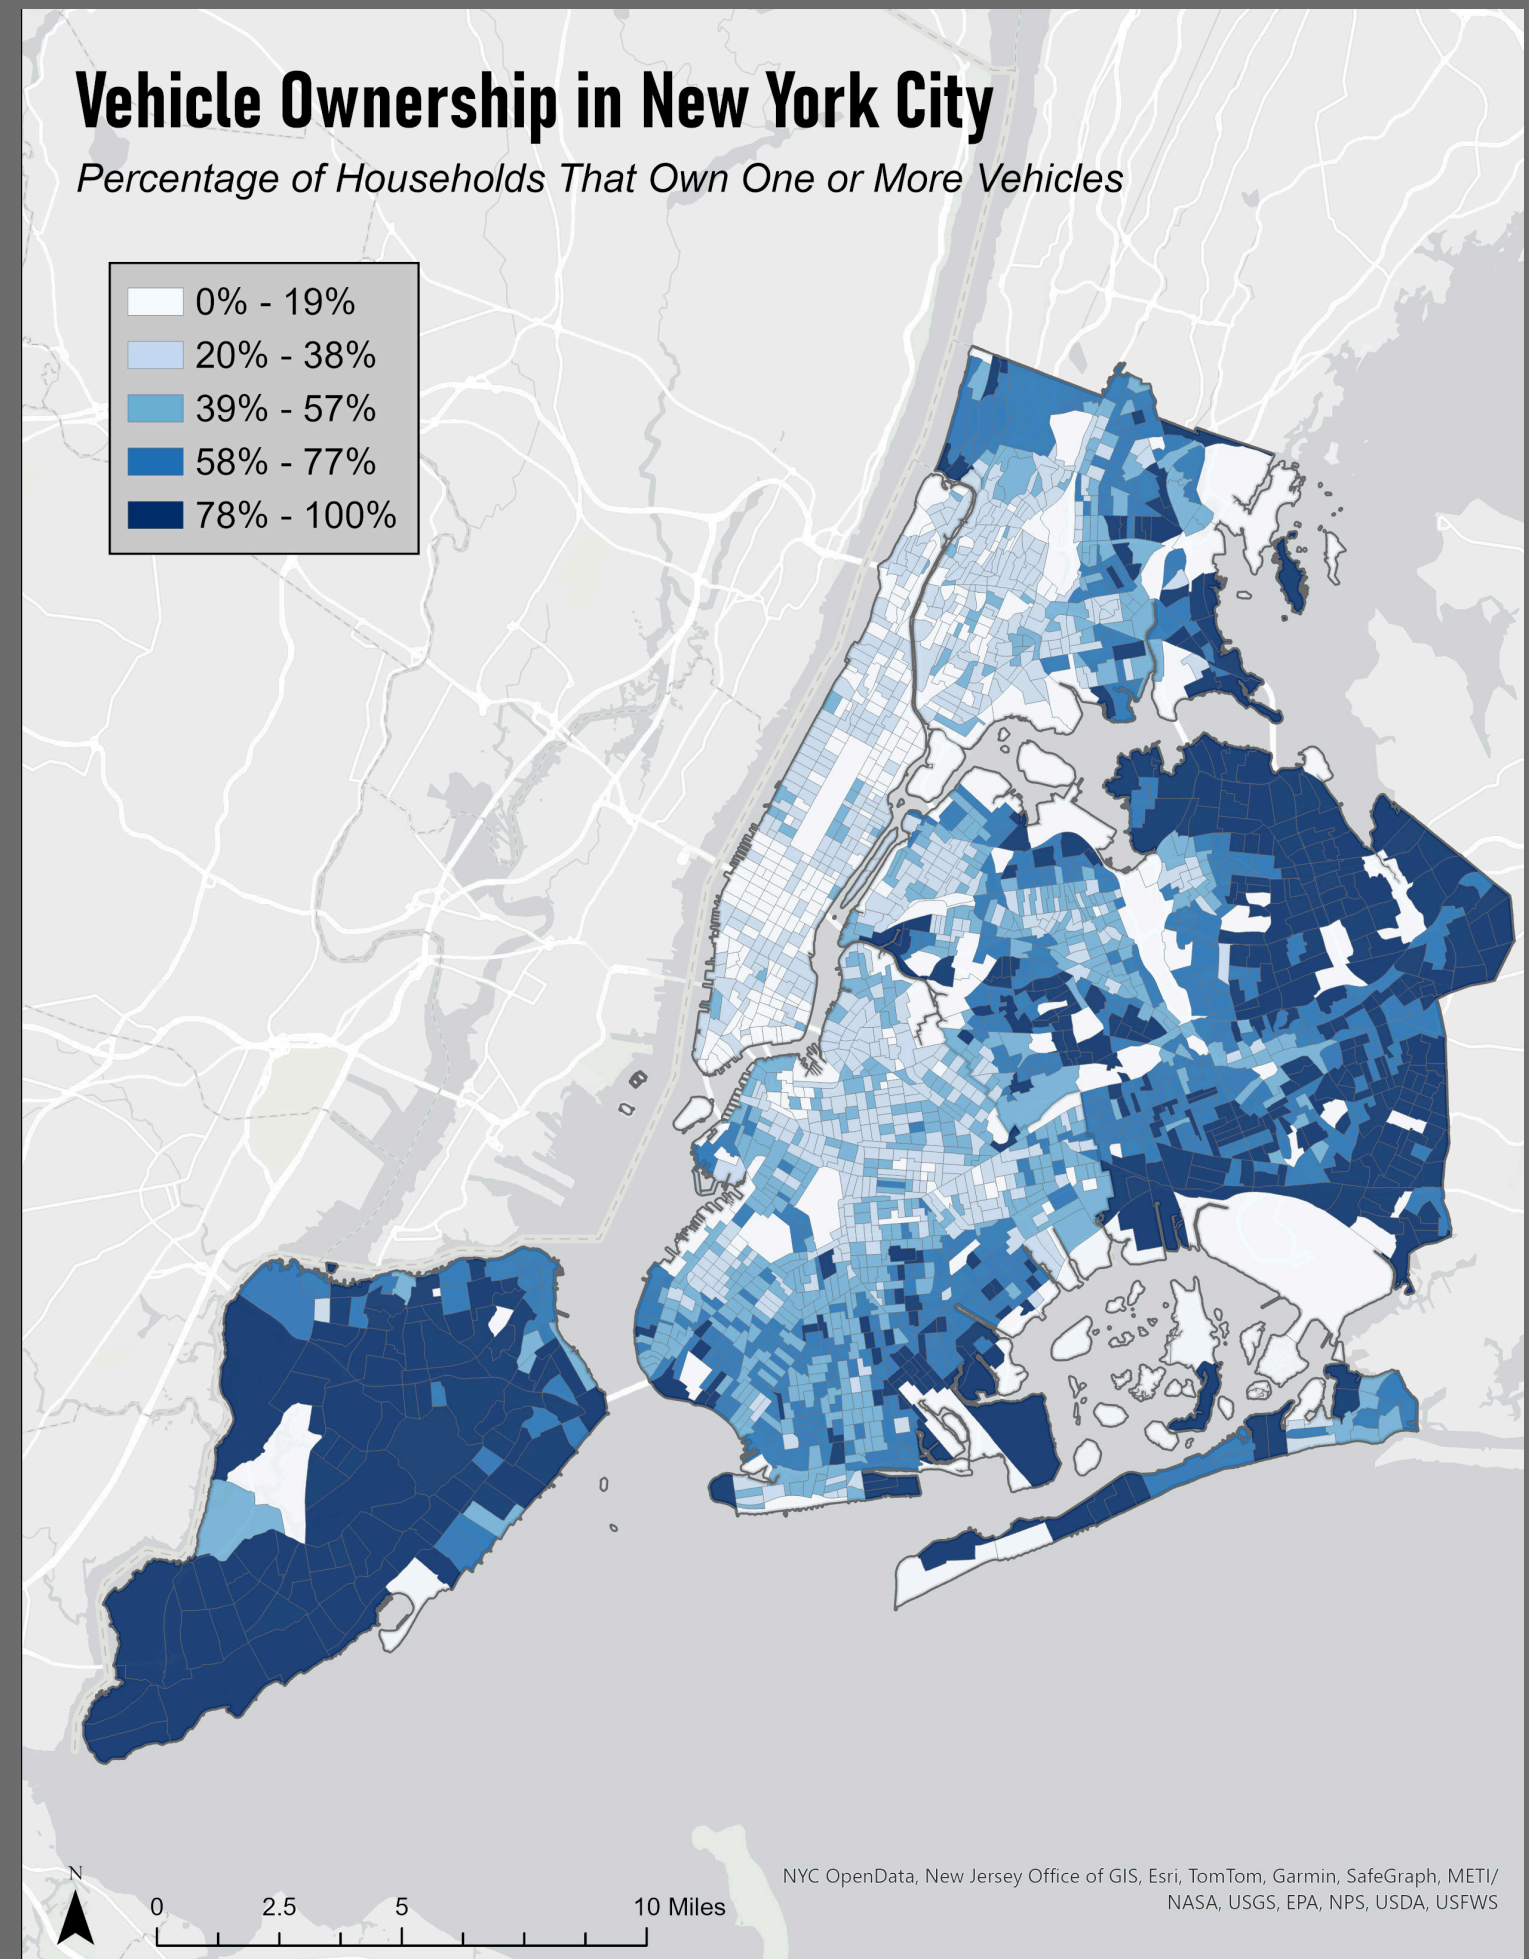 Vehicle Ownership in New York City
Percentage of Households That Own One or More Vehicles
0% - 19%
20% - 38%
39% - 57%
58% - 77%
78% - 100%
NYC OpenData, New Jersey Office of GIS, Esri, TomTom, Garmin, SafeGraph, METI/
NASA, USGS, EPA, NPS, USDA, USFWS
N
0 2.5 5 10 Miles